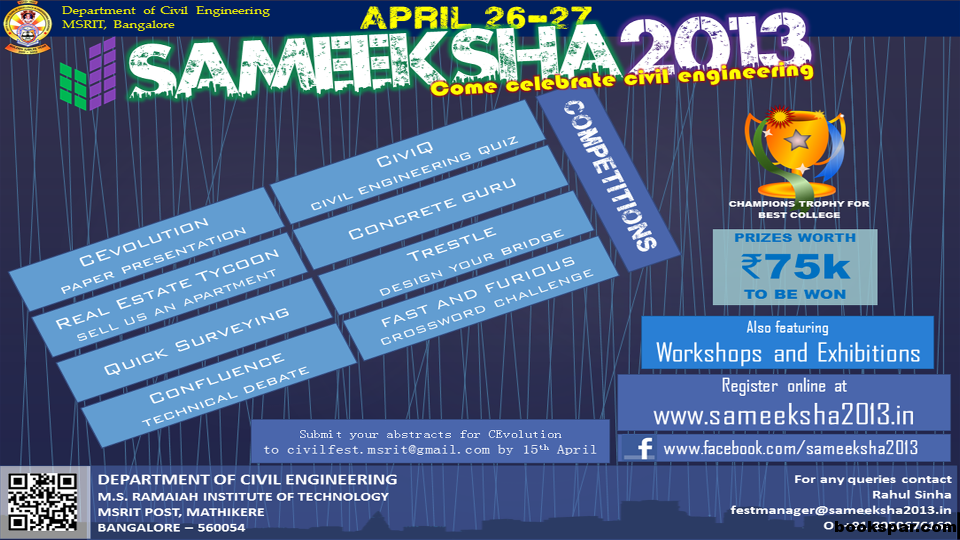 Department of Civil Engineering
MSRIT, Bangalore
APRIL 26-27
SAMEEKSHA 2013
Come celebrate civil engineering
COMPETITIONS
CIVIQ
CIVIL ENGINEERING QUIZ
CONCRETE GURU
TRESTLE
DESIGN YOUR BRIDGE
FAST AND FURIOUS
CROSSWORD CHALLENGE
CEVOLUTION
PAPER PRESENTATION
REAL ESTATE TYCOON
SELL US AN APARTMENT
QUICK SURVEYING
CONFLUENCE
TECHNICAL DEBATE
CHAMPIONS TROPHY FOR
BEST COLLEGE
PRIZES WORTH
₹75k
TO BE WON
Also featuring
Workshops and Exhibitions
Register online at
www.sameeksha2013.in
f www.facebook.com/sameeksha2013
Submit your abstracts for CEvolution
to civilfest.msrit@gmail.com by 15th April
DEPARTMENT OF CIVIL ENGINEERING
M.S. RAMAIAH INSTITUTE OF TECHNOLOGY
MSRIT POST, MATHIKERE
BANGALORE – 560054
For any queries contact
Rahul Sinha
festmanager@sameeksha2013.in
bookspar.com